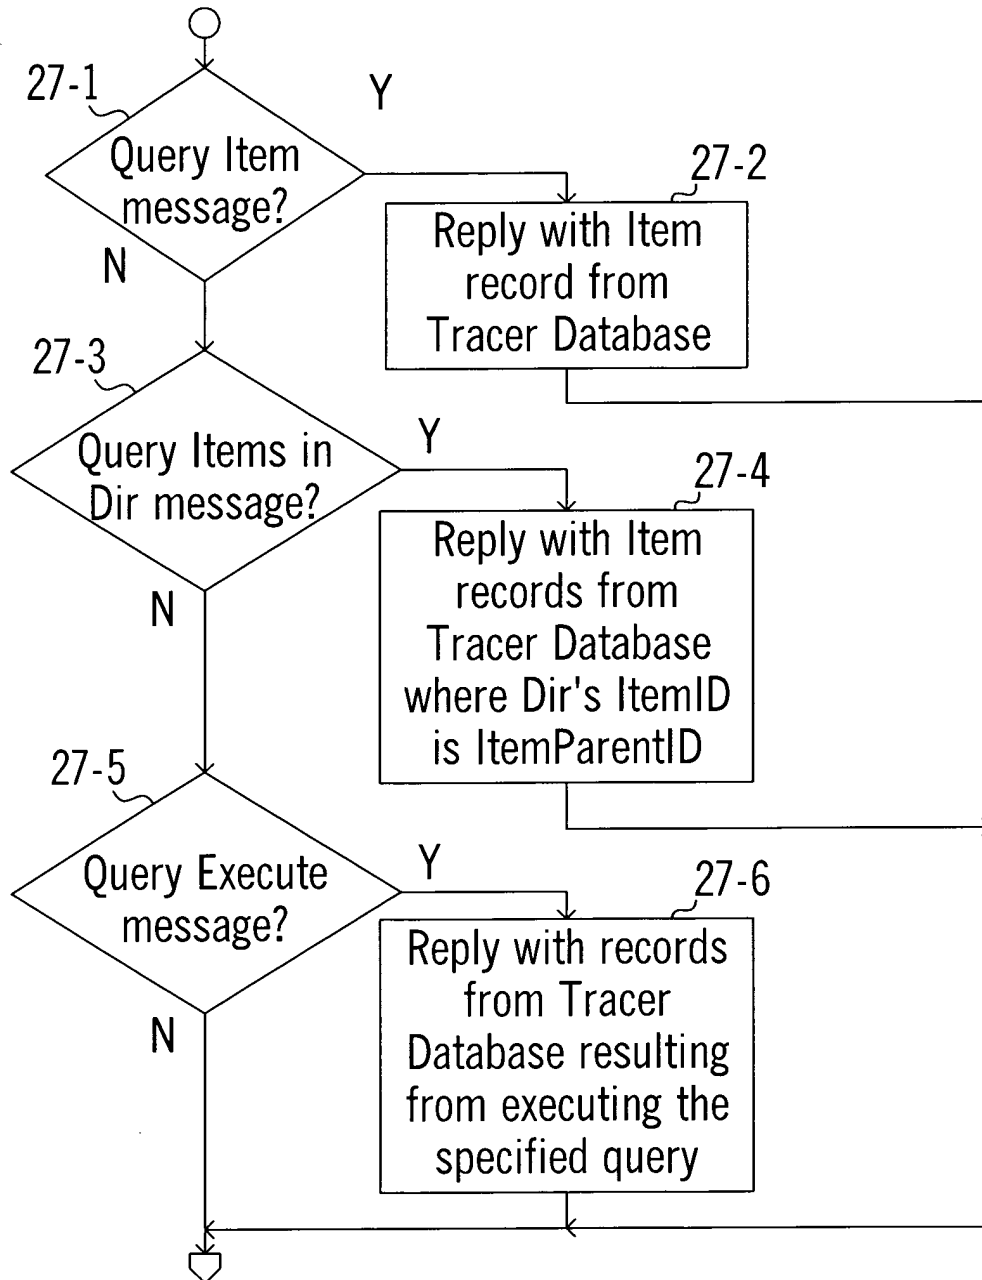 27-1
Y
Query Item
message?
N
27-2
Reply with Item
record from
Tracer Database
27-3
Y
Query Items in
Dir message?
N
27-4
Reply with Item
records from
Tracer Database
where Dir's ItemID
is ItemParentID
27-5
Y
Query Execute
message?
N
27-6
Reply with records
from Tracer
Database resulting
from executing the
specified query